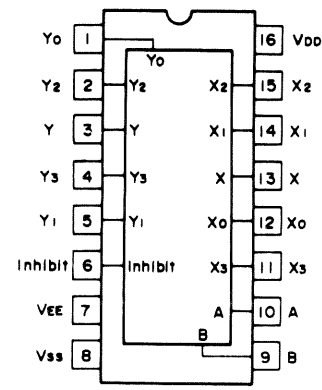 Y0 1 Y0 16 VDD
Y2 2 Y2 X2 15 X2
Y 3 Y X1 14 X1
Y3 4 Y3 X 13 X
Y1 5 Y1 X0 12 X0
Inhibit 6 Inhibit X3 11 X3
VEE 7 A 10 A
VSS 8 B 9 B